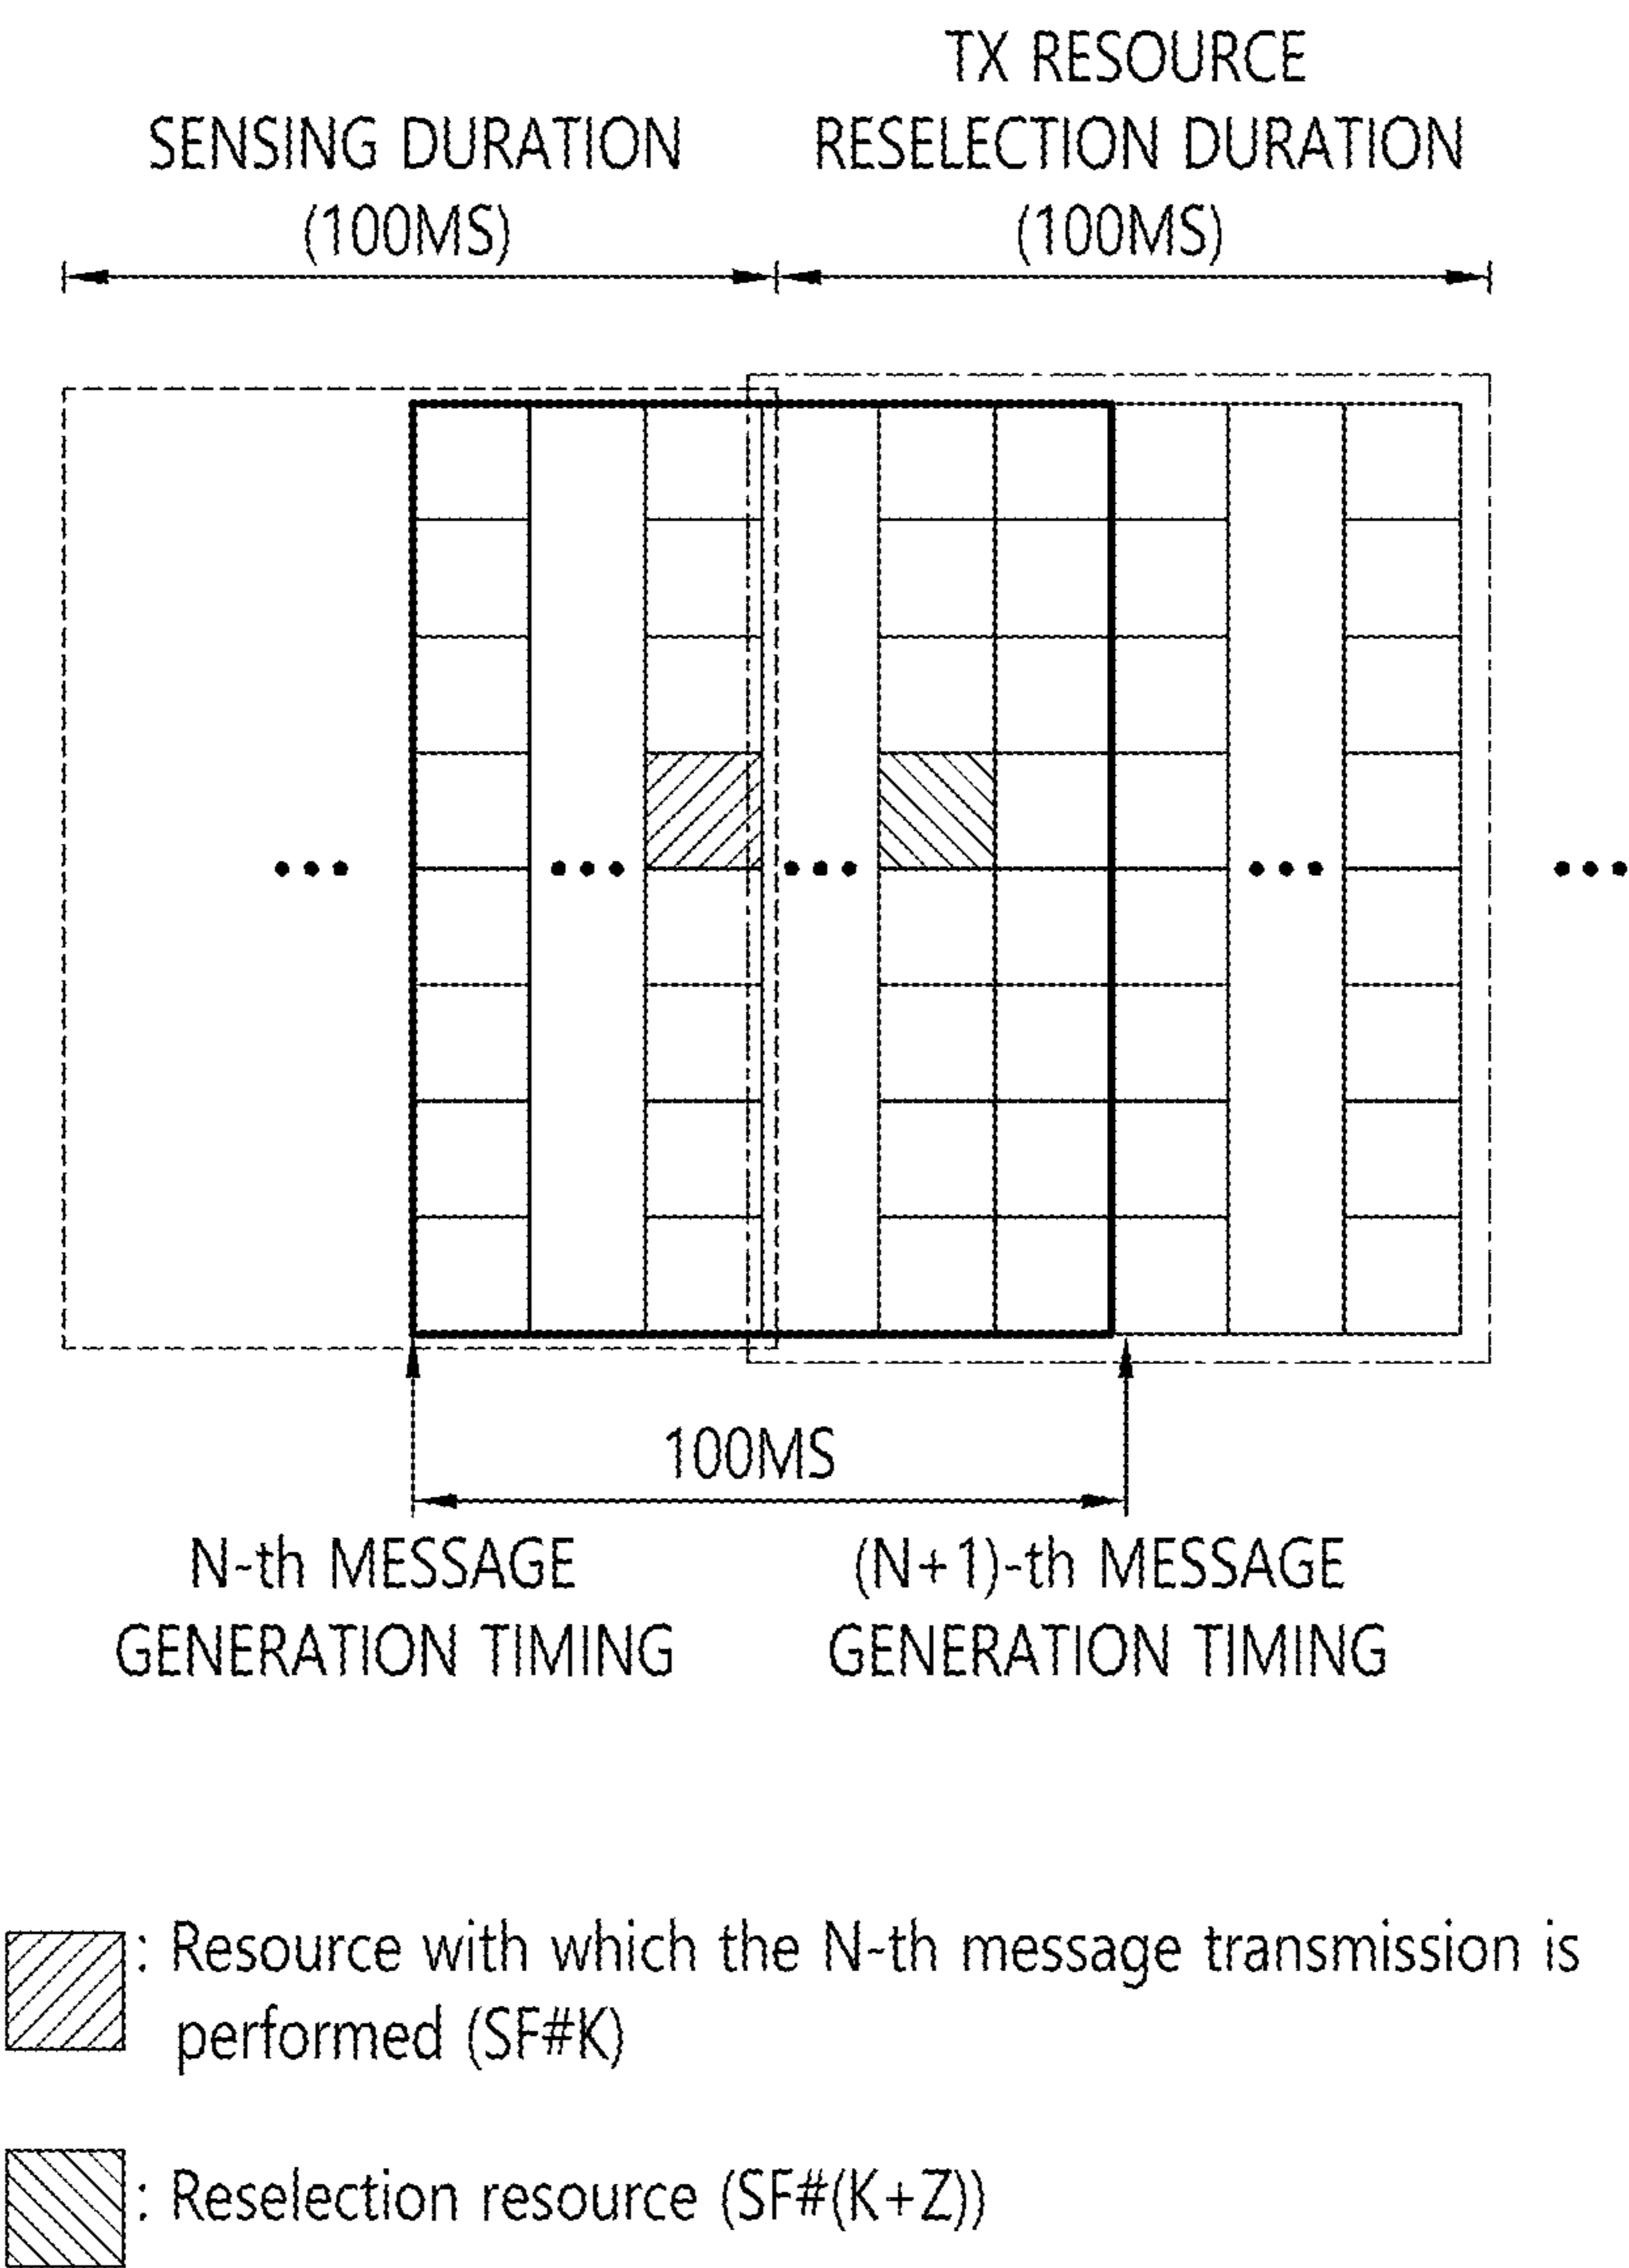 SENSING DURATION
(100MS)
TX RESOURCE
RESELECTION DURATION
(100MS)
•••
•••
•••
•••
•••
100MS
N-th MESSAGE
GENERATION TIMING
(N+1)-th MESSAGE
GENERATION TIMING
: Resource with which the N-th message transmission is
performed (SF#K)
: Reselection resource (SF#(K+Z))